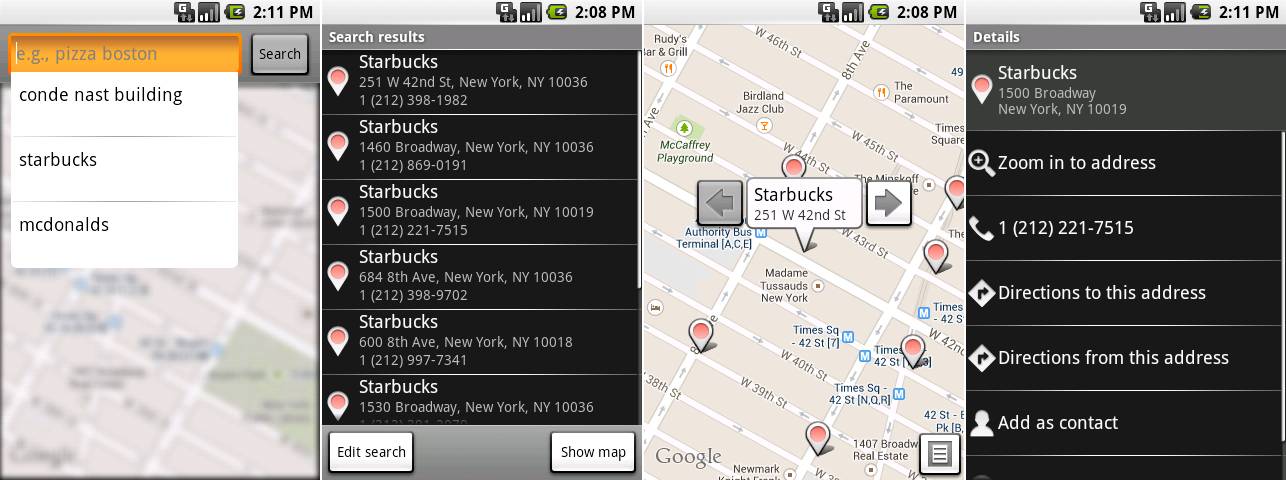 2:11 PM
e.g., pizza boston
Search
conde nast building
starbucks
mcdonalds
Google
2:08 PM
Search results
Starbucks
251 W 42nd St, New York, NY 10036
1 (212) 398-1982
Starbucks
1460 Broadway, New York, NY 10036
1 (212) 869-0191
Starbucks
1500 Broadway, New York, NY 10019
1 (212) 221-7515
Starbucks
684 8th Ave, New York, NY 10036
1 (212) 398-9702
Starbucks
600 8th Ave, New York, NY 10018
1 (212) 997-7341
Starbucks
1530 Broadway, New York, NY 10036
Edit search
Show map
2:08 PM
Rudy's
Bar & Grill
W 46th St
8th Ave
49
The
Paramount
Birdland
Jazz Club
McCaffrey
Playground
W 45th St
Times
Square
W 44th St
The Minskoff
Starbucks
251 W 42nd St
Authority Bus
Terminal [A,C,E]
W 43rd St
The
Madame
Tussauds
New York
Times Sq -
42 St
Times Sq -
42 St [7]
W 42nd
Times
42 St
W 40th St
W 38th St
W 39th St
Times Sq -
42 St [N,Q,R]
42 St -
Pk [B,
1407 Broadw
Real Estate
Google
Newmark
Knight Frank
2:11 PM
Details
Starbucks
1500 Broadway
New York, NY 10019
Zoom in to address
1 (212) 221-7515
Directions to this address
Directions from this address
Add as contact